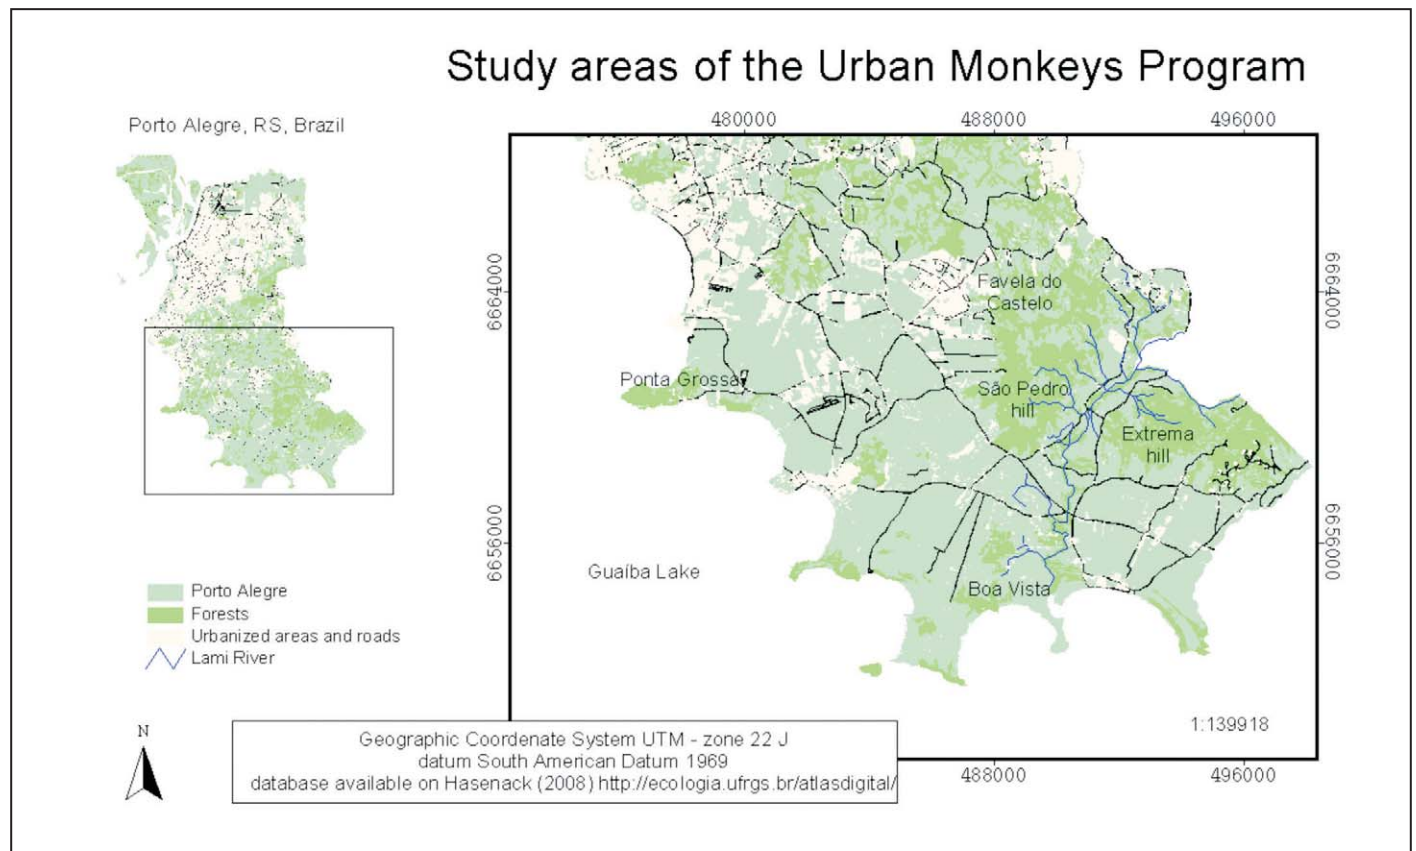 Study areas of the Urban Monkeys Program
Porto Alegre, RS, Brazil
480000
488000
496000
6664000
6664000
Favela do
Castelo
Ponta Grossa
São Pedro
hill
Extrema
hill
6656000
6656000
Guaíba Lake
Boa Vista
Porto Alegre
Forests
Urbanized areas and roads
Lami River
1:139918
N
Geographic Coordenate System UTM - zone 22 J
datum South American Datum 1969
database available on Hasenack (2008) http://ecologia.ufrgs.br/atlasdigital/
488000
496000